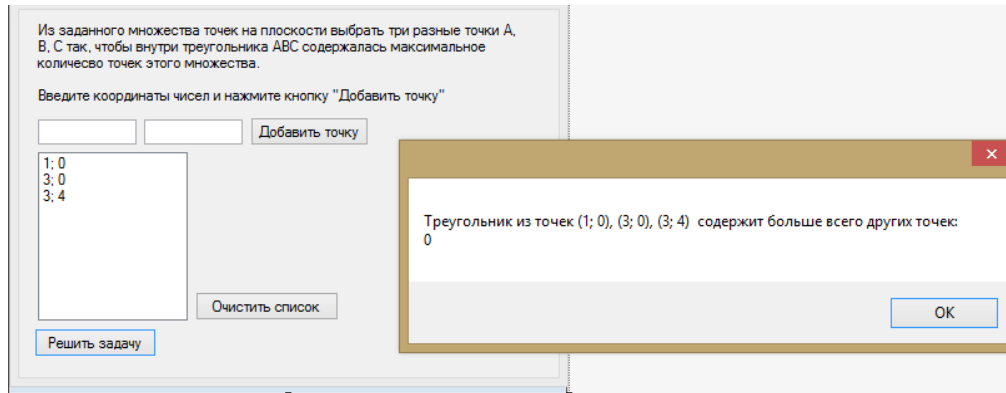 Из заданного множества точек на плоскости выбрать три разные точки А,
В, С так, чтобы внутри треугольника АВС содержалась максимальное
количесво точек этого множества.
Введите координаты чисел и нажмите кнопку "Добавить точку"
Добавить точку
1; 0
3; 0
3; 4
Очистить список
Решить задачу
Треугольник из точек (1; 0), (3; 0), (3; 4) содержит больше всего других точек:
0
OK